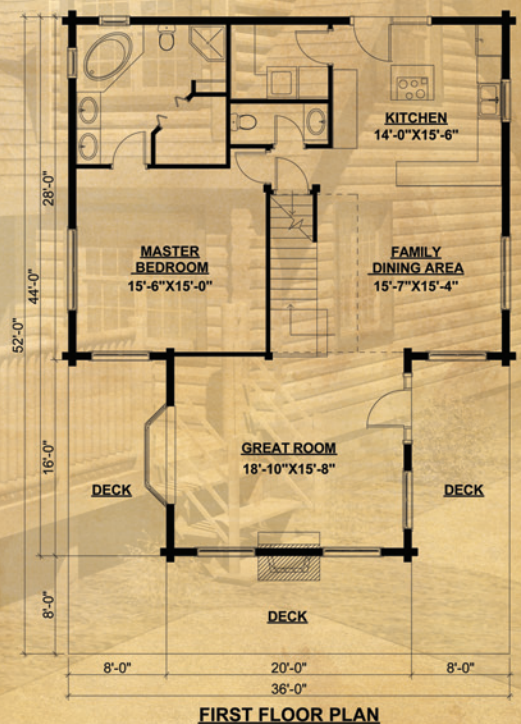 KITCHEN
14'-0"X15'-6"
MASTER
BEDROOM
15'-6"X15'-0"
FAMILY
DINING AREA
15'-7"X15'-4"
28'-0"
44'-0"
52'-0"
16'-0"
8'-0"
GREAT ROOM
18'-10"X15'-8"
DECK
DECK
DECK
8'-0"
20'-0"
8'-0"
36'-0"
FIRST FLOOR PLAN